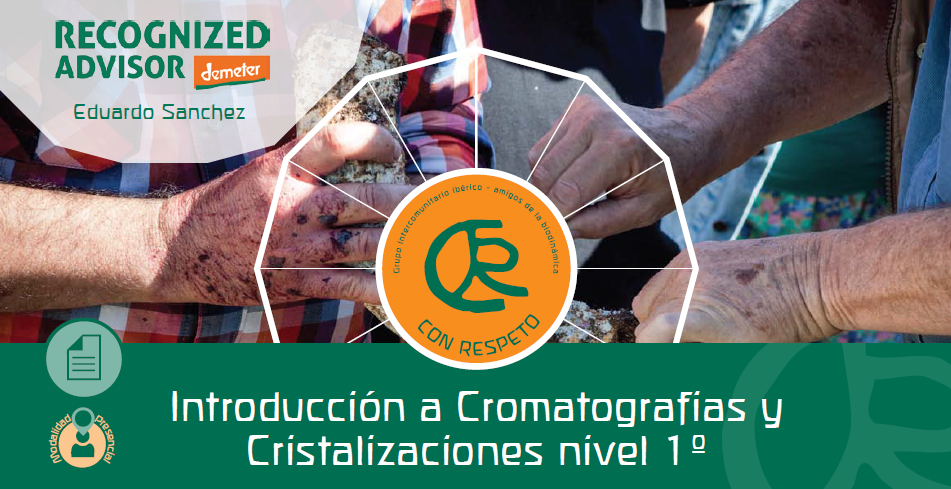 RECOGNIZED
ADVISOR demeter
Eduardo Sanchez
Grupo Intercomunitario Ibérico - amigos de la biodinámica
CR
CON RESPETO
Modalidad Presencial
Introducción a Cromatografías y
Cristalizaciones nivel 1º